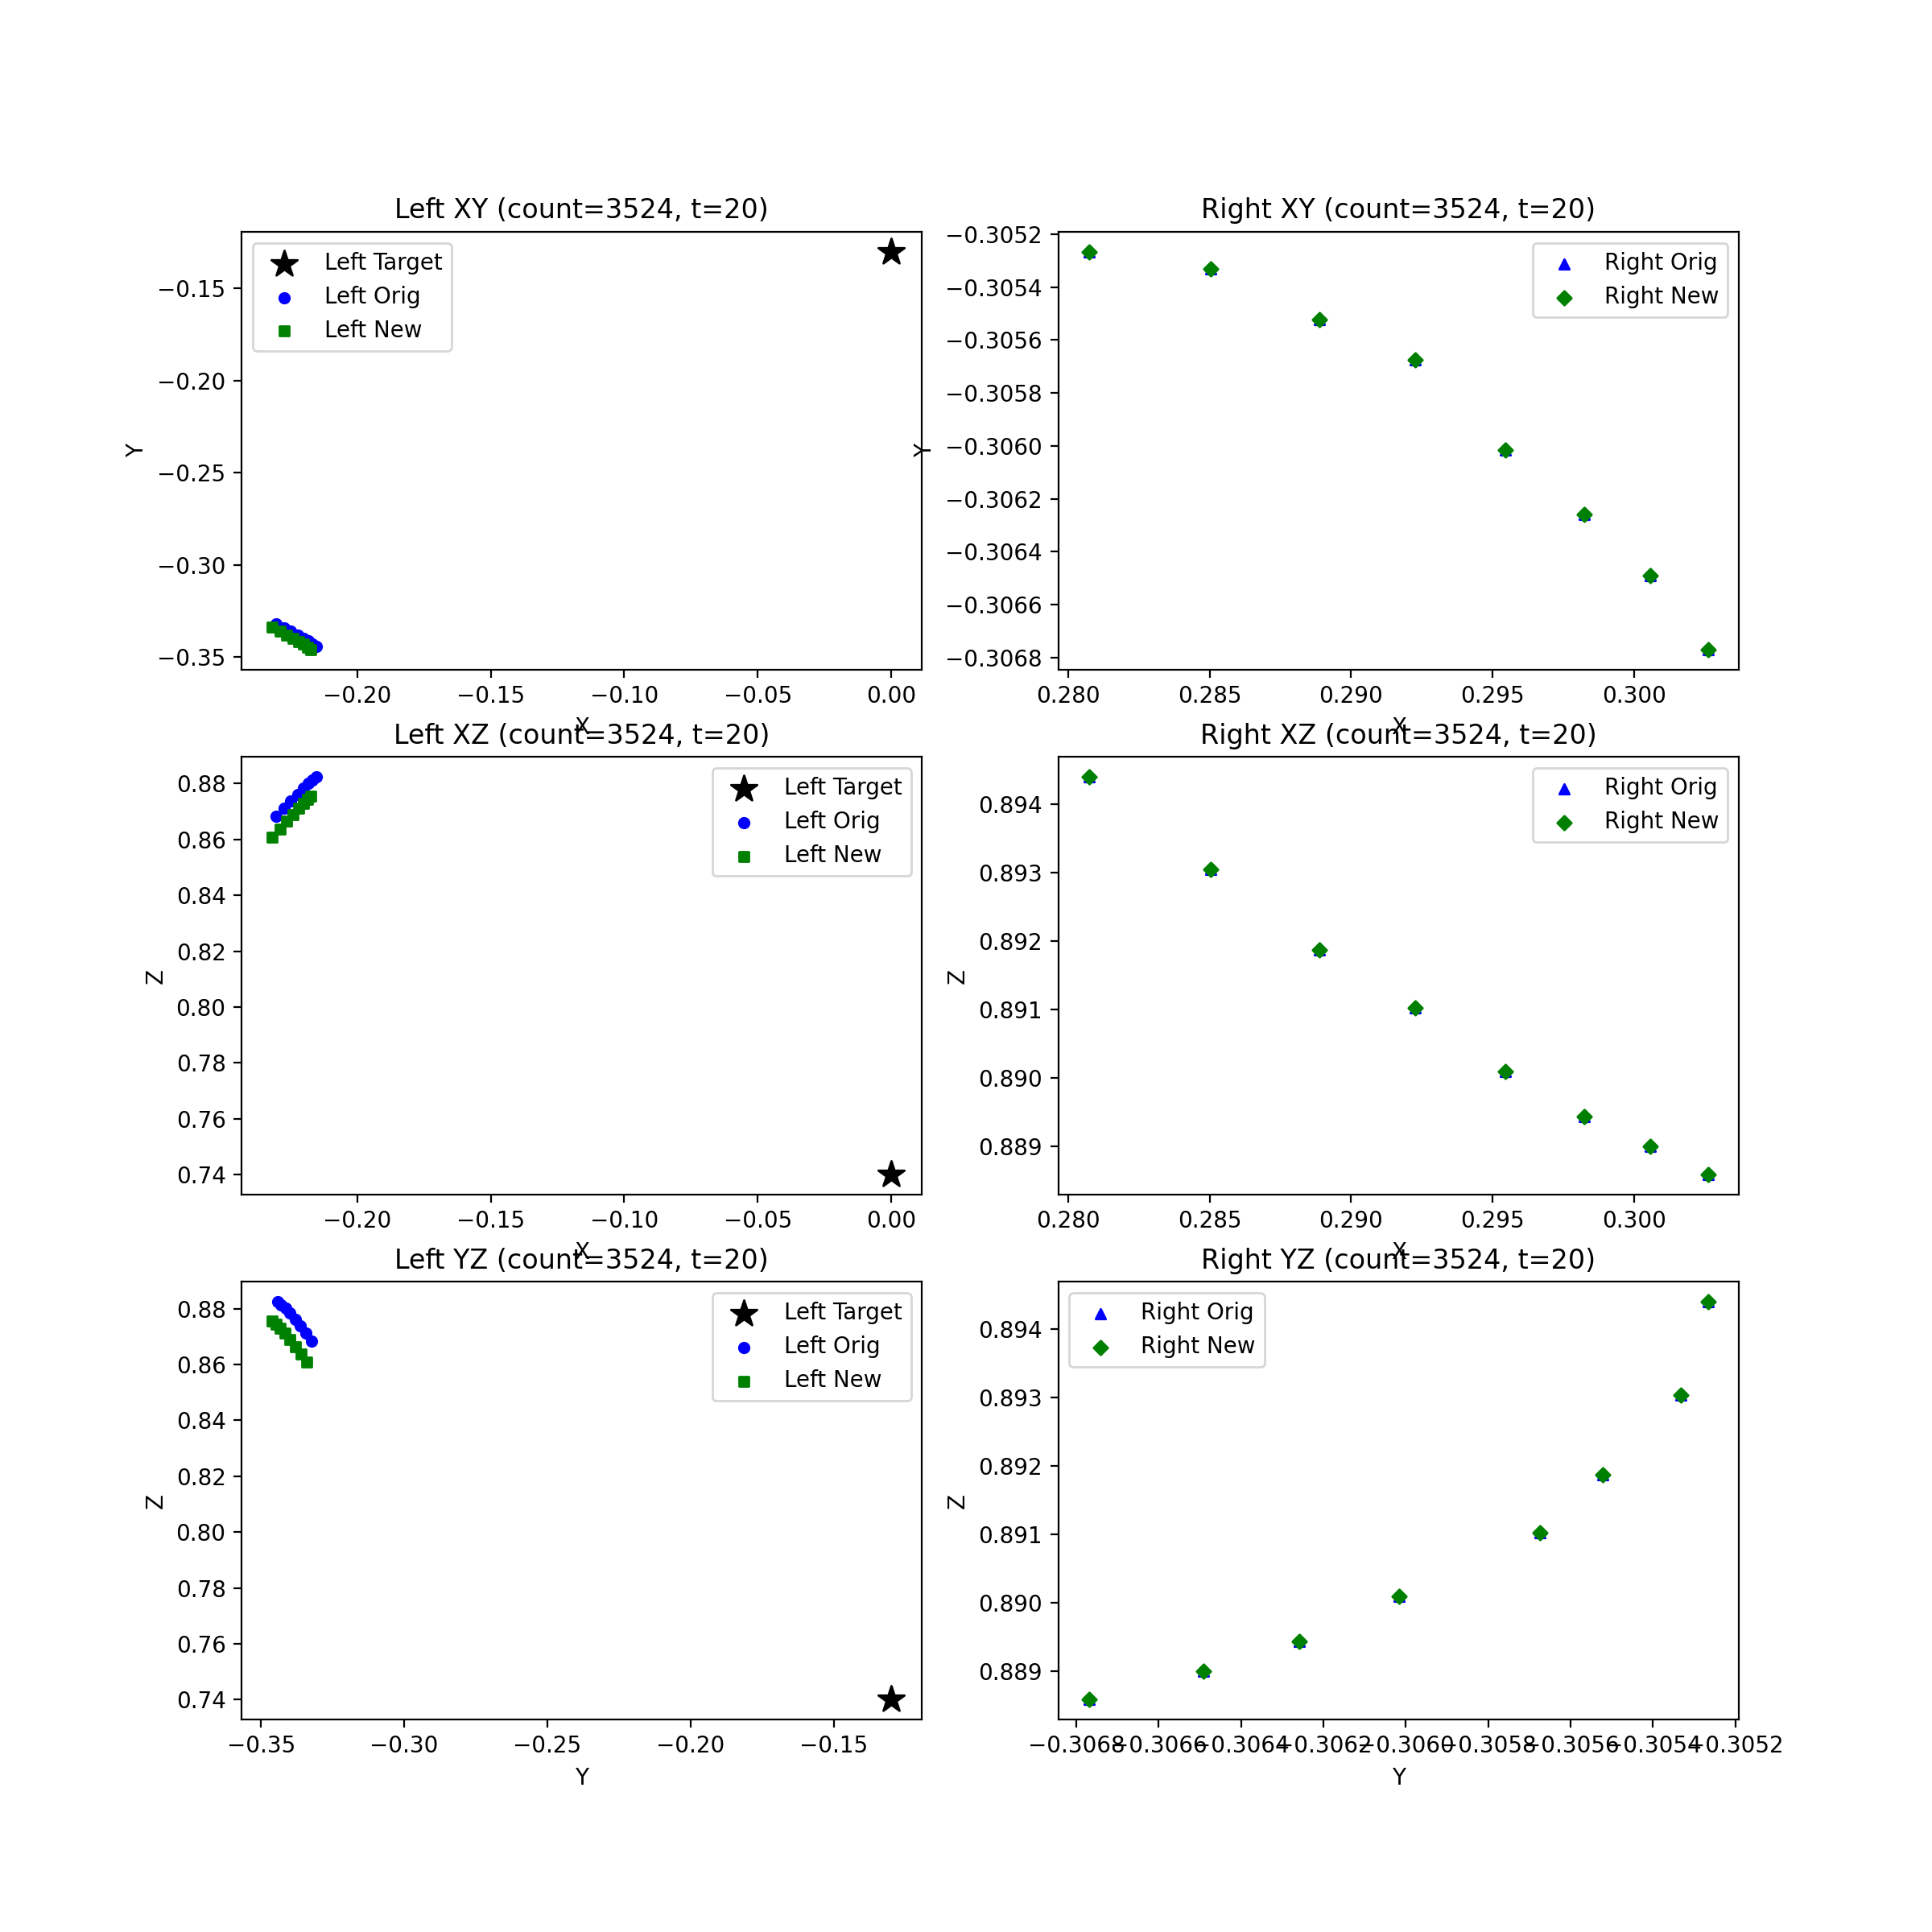 Left XY (count=3524, t=20)
Left Target
Left Orig
Left New
−0.15
−0.20
−0.25
−0.30
−0.35
Y
−0.20
−0.15
−0.10
−0.05
0.00
X
Right XY (count=3524, t=20)
Right Orig
Right New
−0.3052
−0.3054
−0.3056
−0.3058
−0.3060
−0.3062
−0.3064
−0.3066
−0.3068
Y
0.280
0.285
0.290
0.295
0.300
X
Left XZ (count=3524, t=20)
Left Target
Left Orig
Left New
0.88
0.86
0.84
0.82
0.80
0.78
0.76
0.74
Z
−0.20
−0.15
−0.10
−0.05
0.00
X
Right XZ (count=3524, t=20)
Right Orig
Right New
0.894
0.893
0.892
0.891
0.890
0.889
Z
0.280
0.285
0.290
0.295
0.300
X
Left YZ (count=3524, t=20)
Left Target
Left Orig
Left New
0.88
0.86
0.84
0.82
0.80
0.78
0.76
0.74
Z
−0.35
−0.30
−0.25
−0.20
−0.15
Y
Right YZ (count=3524, t=20)
Right Orig
Right New
0.894
0.893
0.892
0.891
0.890
0.889
Z
−0.3068
−0.3066
−0.3064
−0.3062
−0.3060
−0.3058
−0.3056
−0.3054
−0.3052
Y